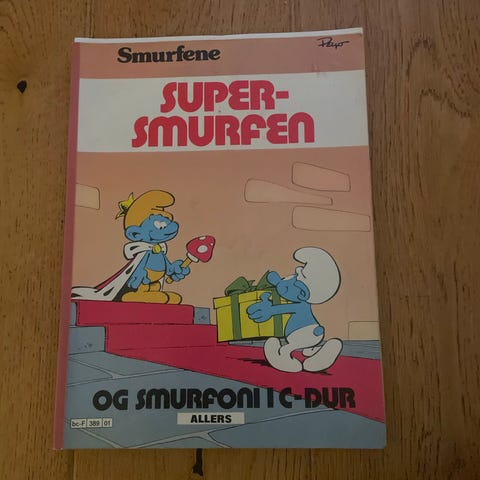 Smurfene
Peyo
SUPER-
SMURFEN
OG SMURFONI I C-DUR
ALLERS
bc-F 389 01